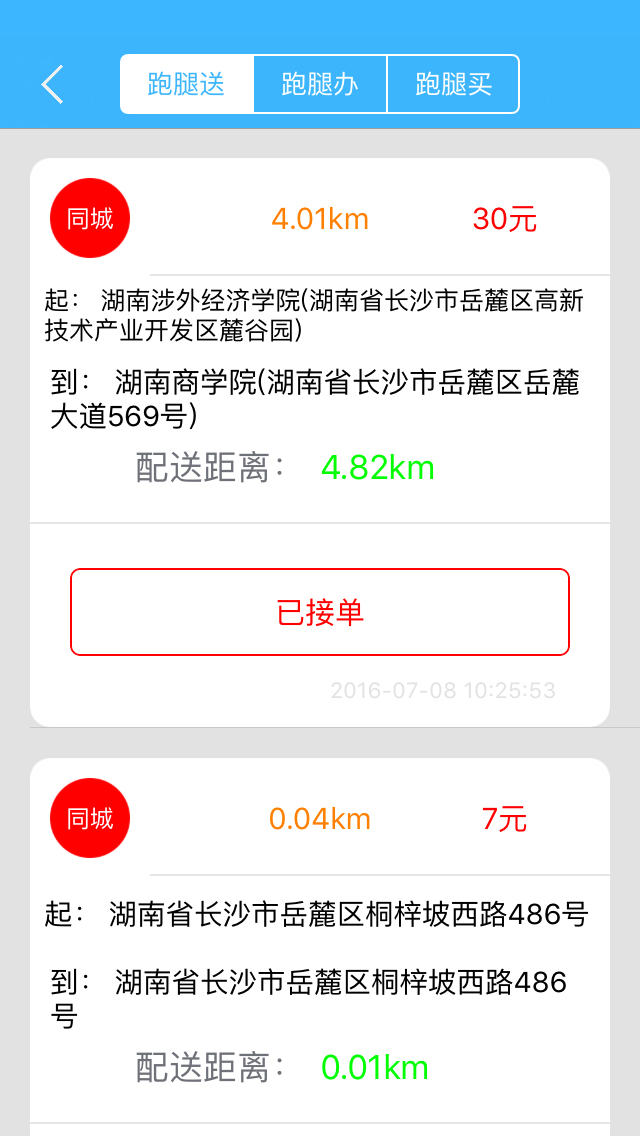 跑腿送 跑腿办 跑腿买
同城 4.01km 30元
起： 湖南涉外经济学院(湖南省长沙市岳麓区高新
技术产业开发区麓谷园)
到： 湖南商学院(湖南省长沙市岳麓区岳麓
大道569号)
配送距离： 4.82km
已接单
2016-07-08 10:25:53
同城 0.04km 7元
起： 湖南省长沙市岳麓区桐梓坡西路486号
到： 湖南省长沙市岳麓区桐梓坡西路486
号
配送距离： 0.01km